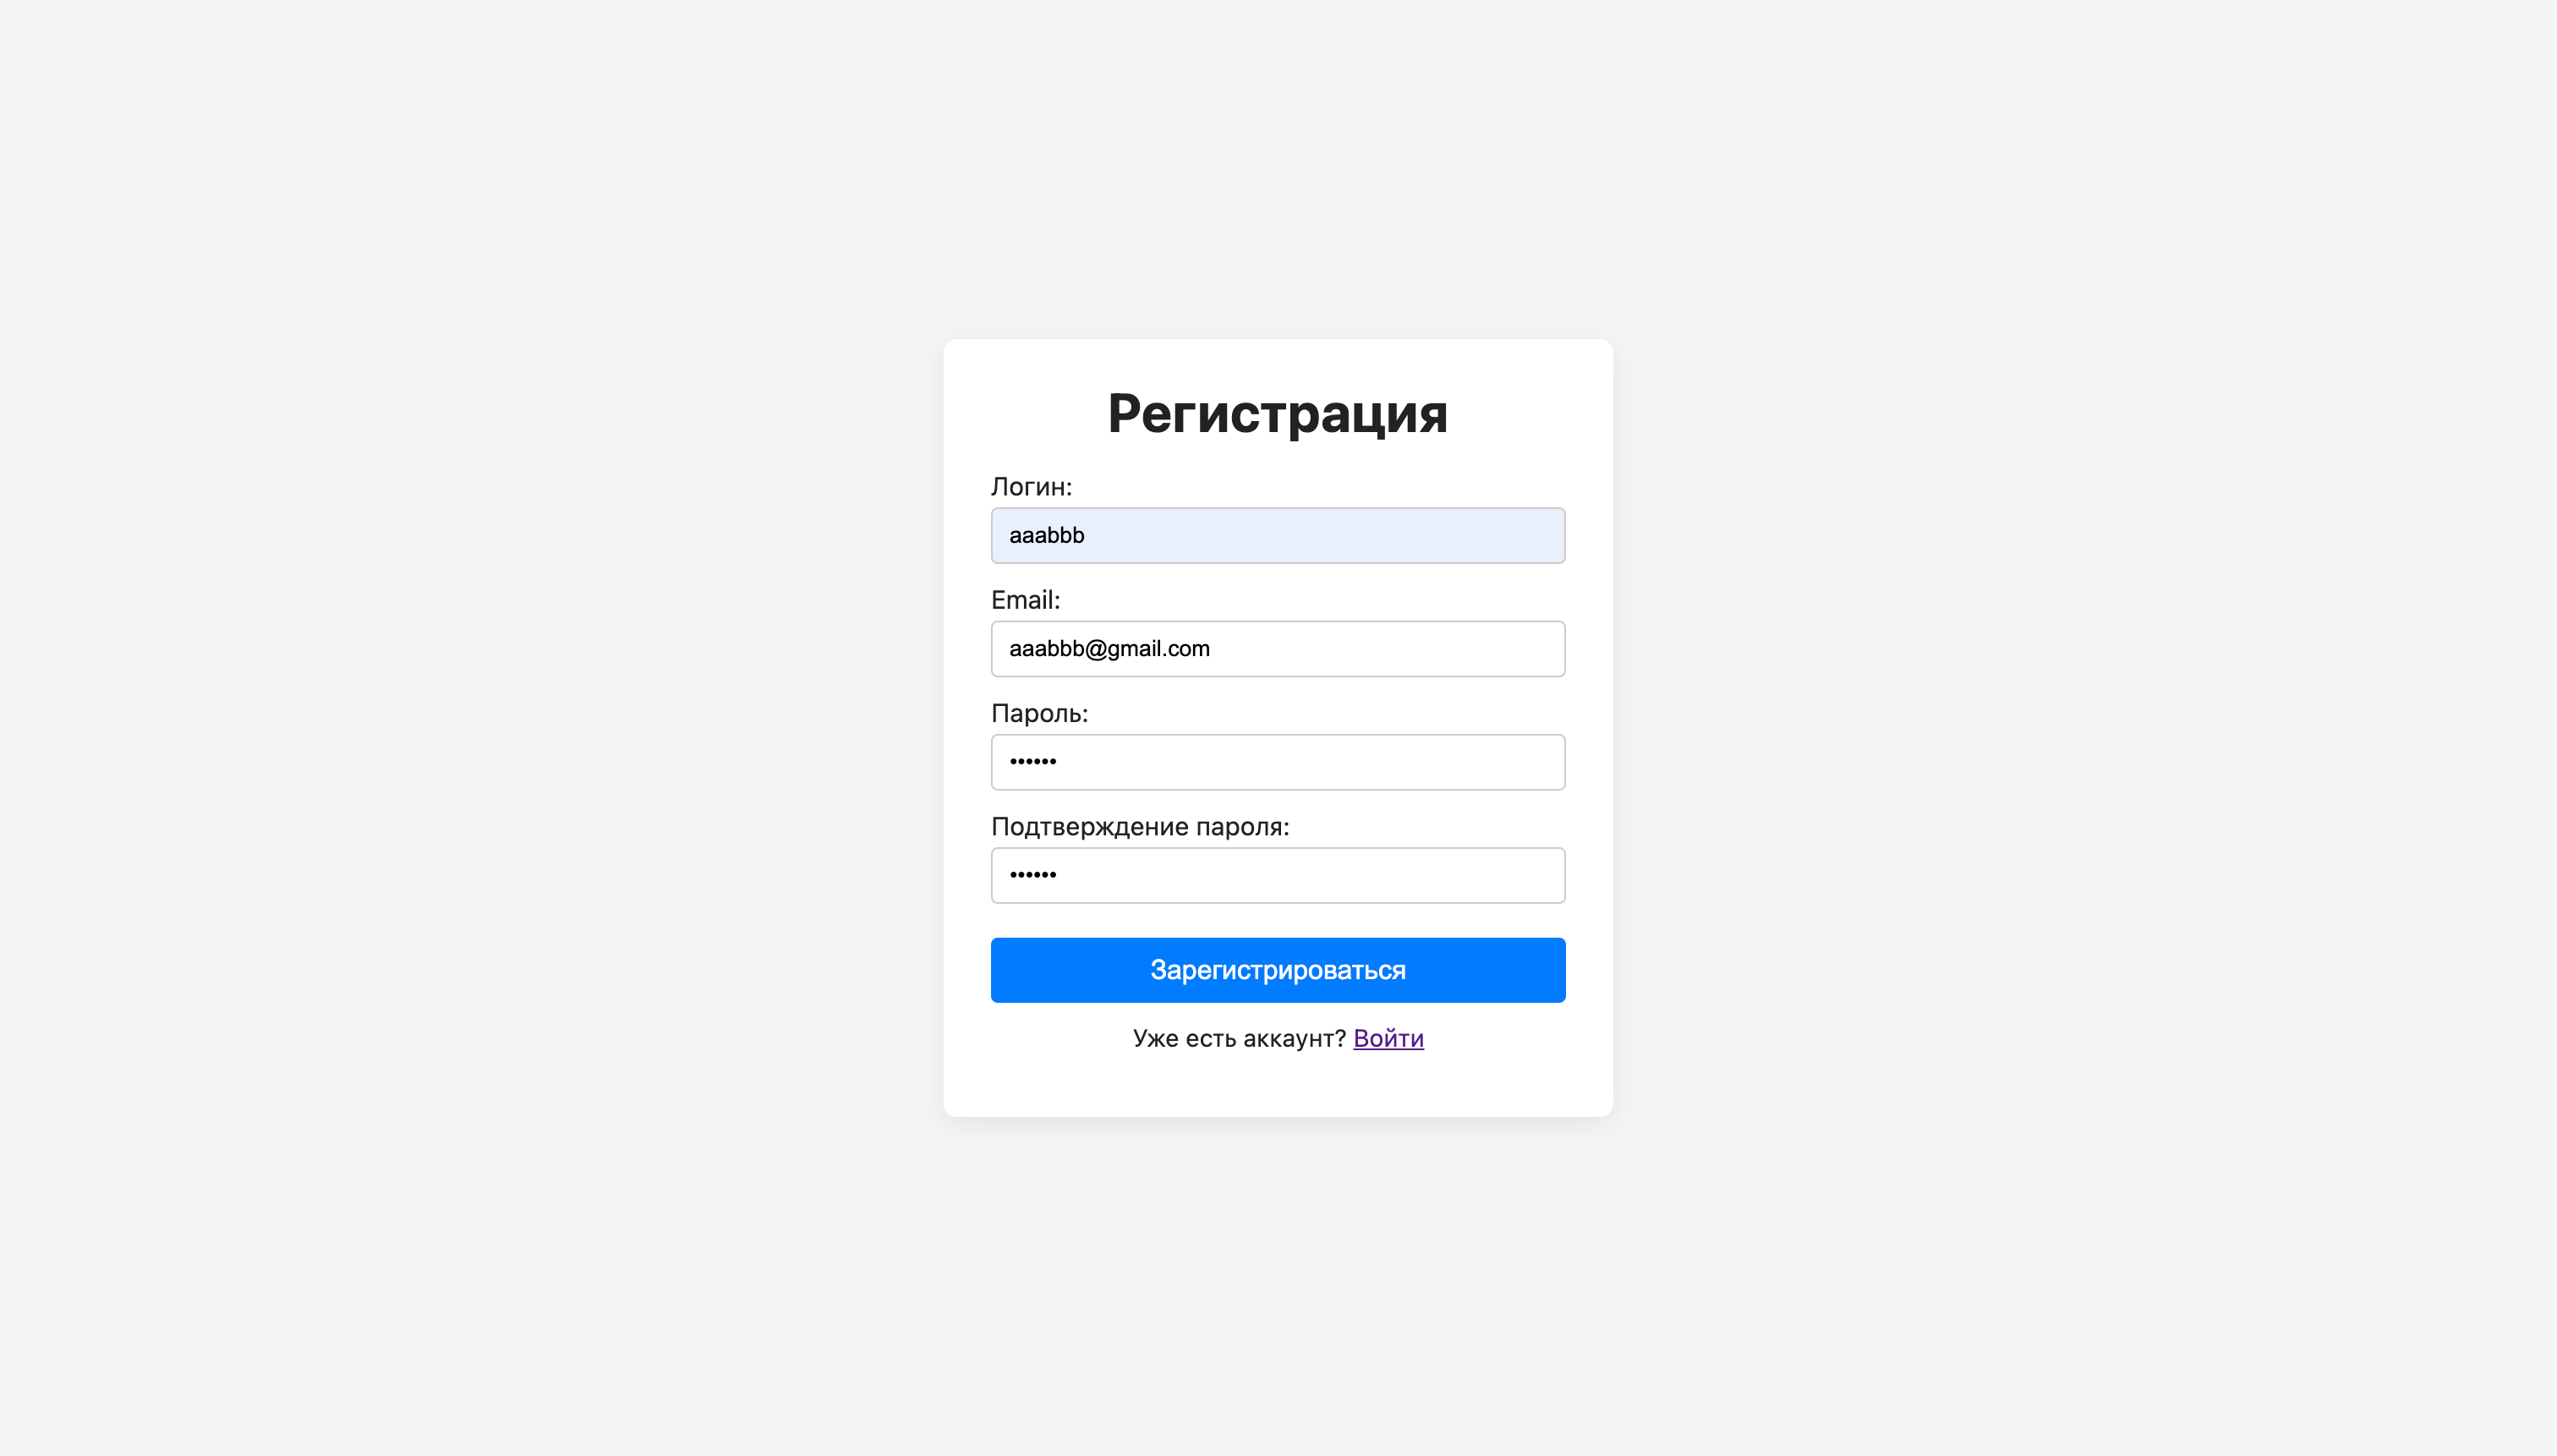 Регистрация
Логин:
aaabbb
Email:
aaabbb@gmail.com
Пароль:
••••••
Подтверждение пароля:
••••••
Зарегистрироваться
Уже есть аккаунт? Войти